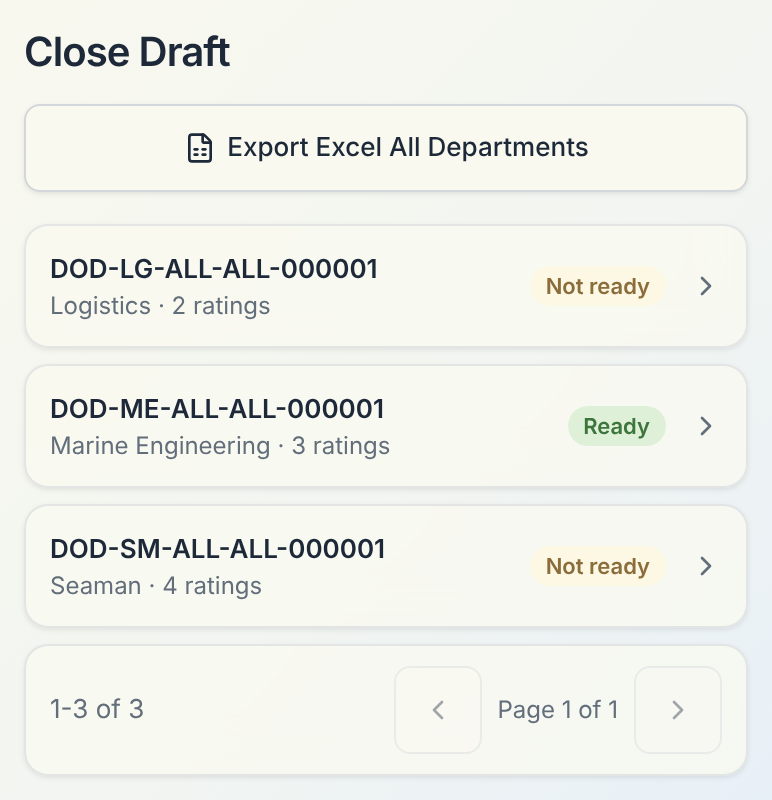 Close Draft
Export Excel All Departments
DOD-LG-ALL-ALL-000001
Logistics · 2 ratings
Not ready
DOD-ME-ALL-ALL-000001
Marine Engineering · 3 ratings
Ready
DOD-SM-ALL-ALL-000001
Seaman · 4 ratings
Not ready
1-3 of 3
Page 1 of 1